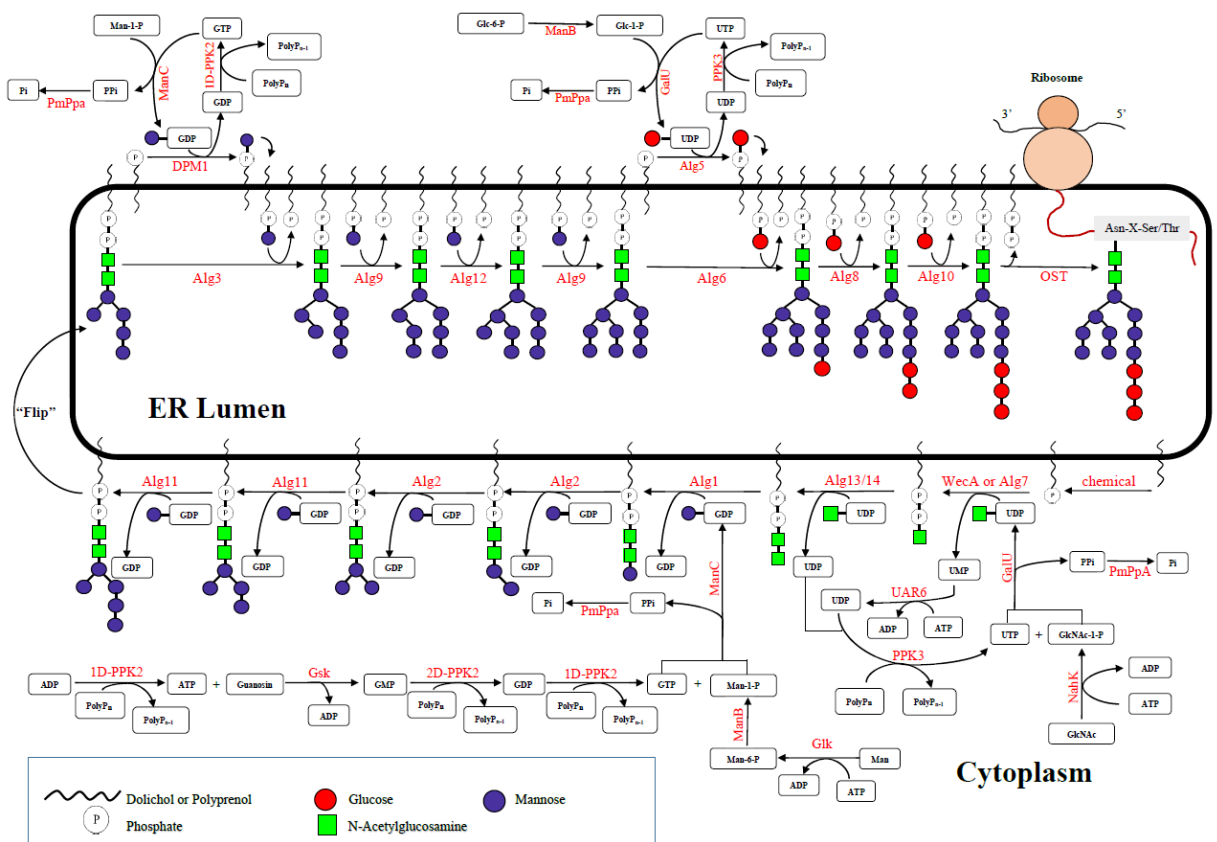 Man-1-P
GTP
PolyPn-1
1D-PPK2
ManC
PolyPn
Pi
PmPpa
PPi
GDP
GDP
DPM1
P
P
Glc-6-P
ManB
Glc-1-P
UTP
PolyPn-1
PPK3
GalU
PolyPn
Pi
PmPpa
PPi
UDP
UDP
Alg5
P
P
Ribosome
3’
5’
Asn-X-Ser/Thr
Alg3
Alg9
Alg12
Alg9
Alg6
Alg8
Alg10
OST
“Flip”
ER Lumen
Alg11
Alg11
Alg2
Alg2
Alg1
Alg13/14
WecA or Alg7
chemical
GDP
GDP
GDP
GDP
GDP
UDP
UDP
GDP
GDP
GDP
GDP
GDP
UDP
UMP
GalU
PPi
PmPpA
Pi
ManC
Pi
PmPpa
PPi
UDP
UAR6
ADP
ATP
UTP
+
GlcNAc-1-P
PPK3
PolyPn
PolyPn-1
NahK
ADP
ATP
GlcNAc
ADP
1D-PPK2
PolyPn
PolyPn-1
ATP
+
Guanosin
Gsk
ADP
GMP
2D-PPK2
PolyPn
PolyPn-1
GDP
1D-PPK2
PolyPn
PolyPn-1
GTP
+
Man-1-P
ManB
Man-6-P
Glk
Man
ADP
ATP
Cytoplasm
Dolichol or Polyprenol
Glucose
Mannose
P
Phosphate
N-Acetylglucosamine